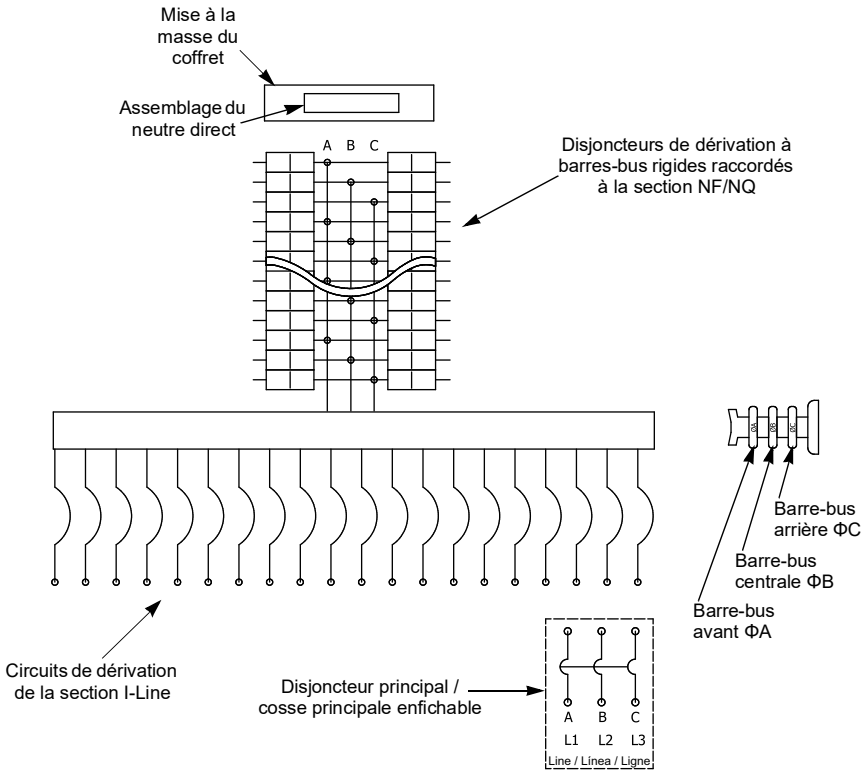 Mise à la
masse du
coffret
Assemblage du
neutre direct
A B C
Disjoncteurs de dérivation à
barres-bus rigides raccordés
à la section NF/NQ
ØA ØB ØC
Barre-bus
arrière ΦC
Barre-bus
centrale ΦB
Barre-bus
avant ΦA
Circuits de dérivation
de la section I-Line
Disjoncteur principal /
cosse principale enfichable
A B C
L1 L2 L3
Line / Línea / Ligne